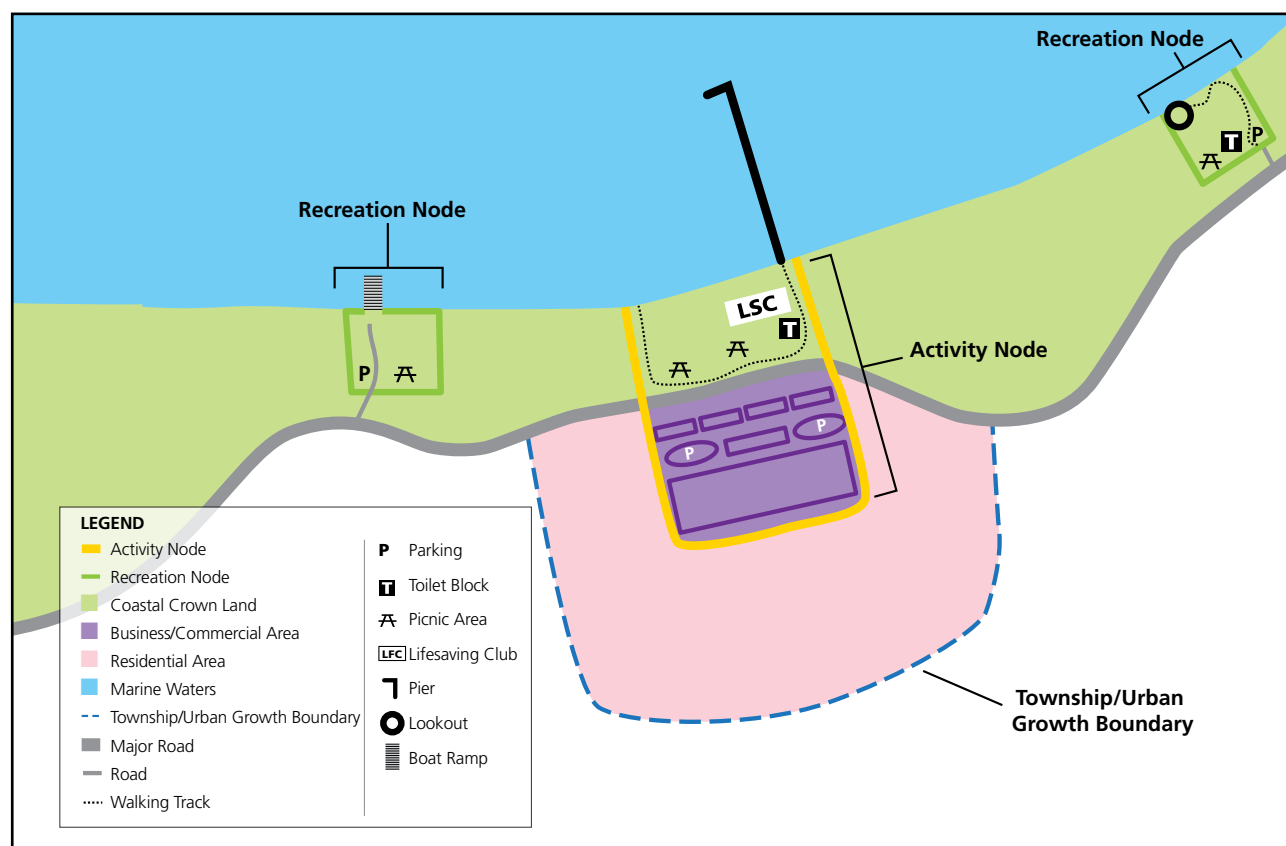 Recreation Node
P
T
Recreation Node
P
LSC
T
Activity Node
P
P
LEGEND
Activity Node
Recreation Node
Coastal Crown Land
Business/Commercial Area
Residential Area
Marine Waters
Township/Urban Growth Boundary
Major Road
Road
Walking Track
P Parking
T Toilet Block
Picnic Area
LFC Lifesaving Club
Pier
Lookout
Boat Ramp
Township/Urban
Growth Boundary